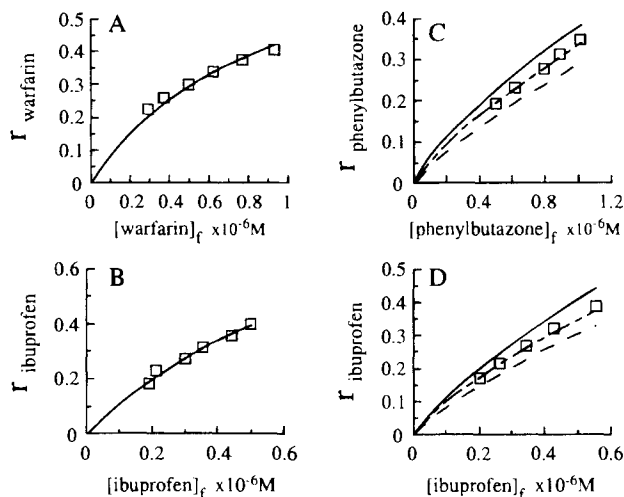 A
0.5
0.4
0.3
0.2
0.1
0
r warfarin
0 0.2 0.4 0.6 0.8 1
[warfarin]f x10-6M
C
0.4
0.3
0.2
0.1
0
r phenylbutazone
0 0.4 0.8 1.2
[phenylbutazone]f x10-6M
B
0.6
0.4
0.2
0
r ibuprofen
0 0.2 0.4 0.6
[ibuprofen]f x10-6M
D
0.5
0.4
0.3
0.2
0.1
0
r ibuprofen
0 0.2 0.4 0.6
[ibuprofen]f x10-6M